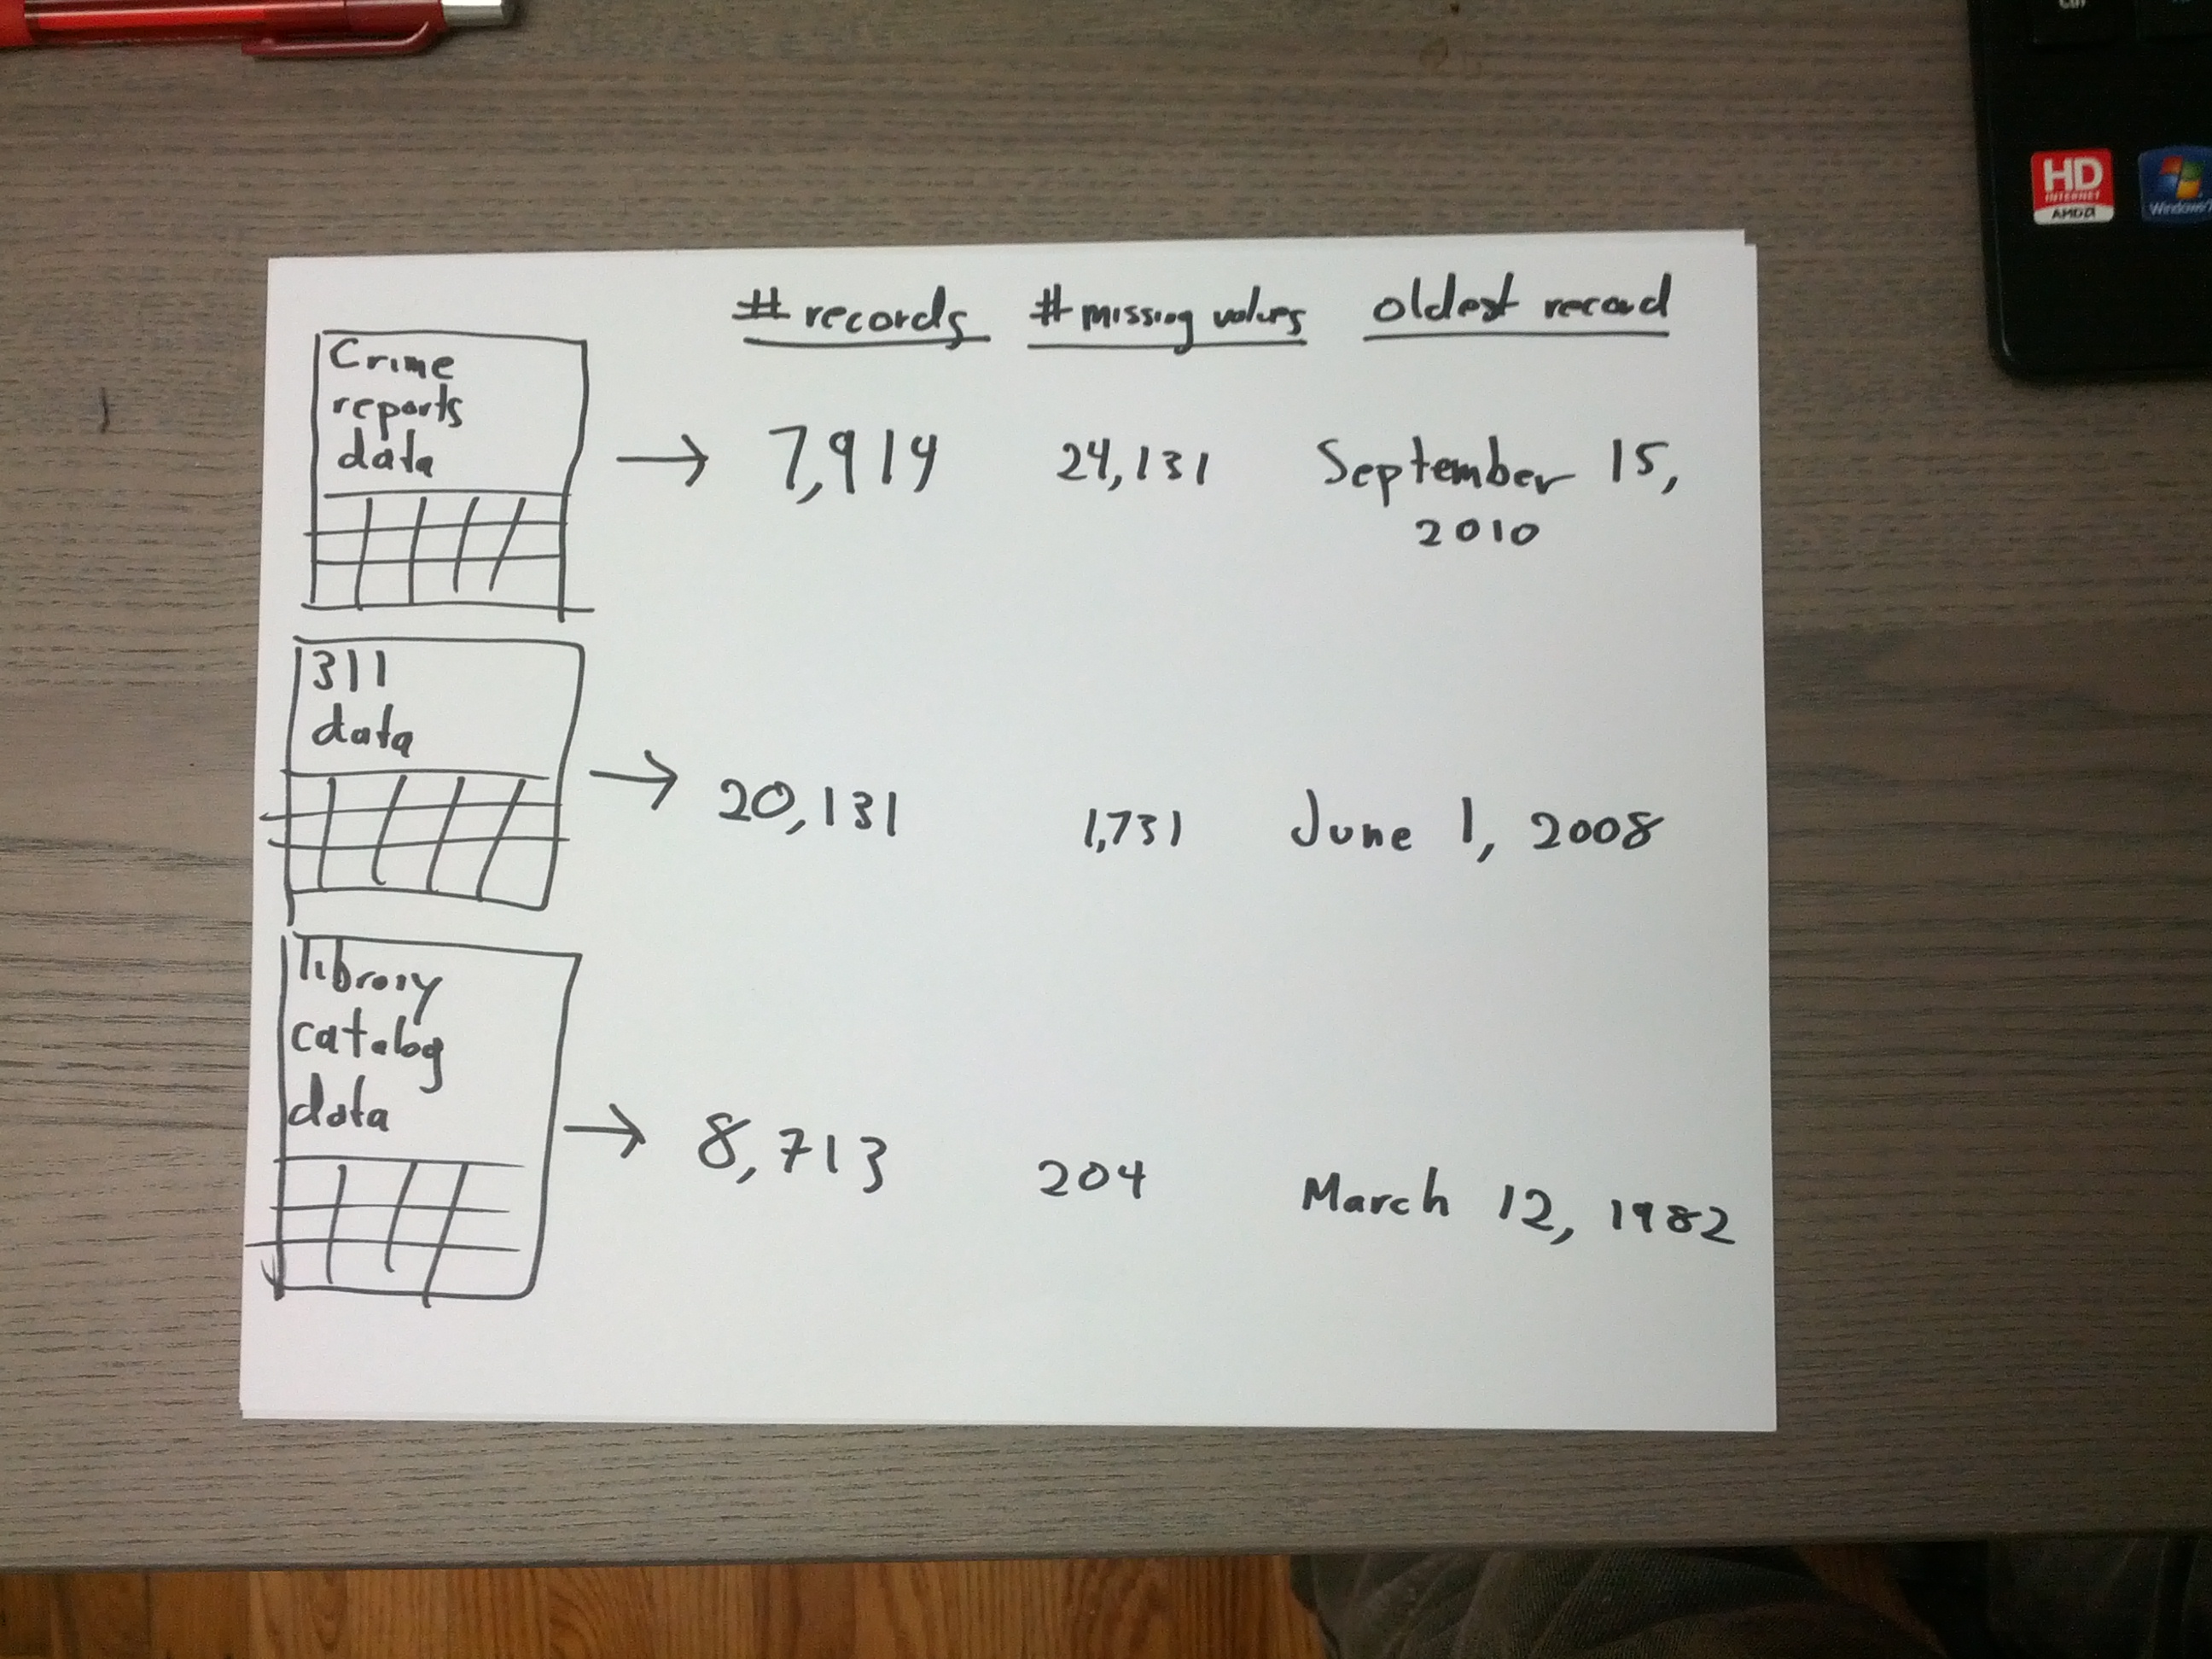 # records # missing values oldest record
Crime
reports
data
7,914 24,131 September 15,
2010
311
data
20,131 1,731 June 1, 2008
library
catalog
data
8,713 204 March 12, 1982
HD
INTERNET
AMD
Windows 7